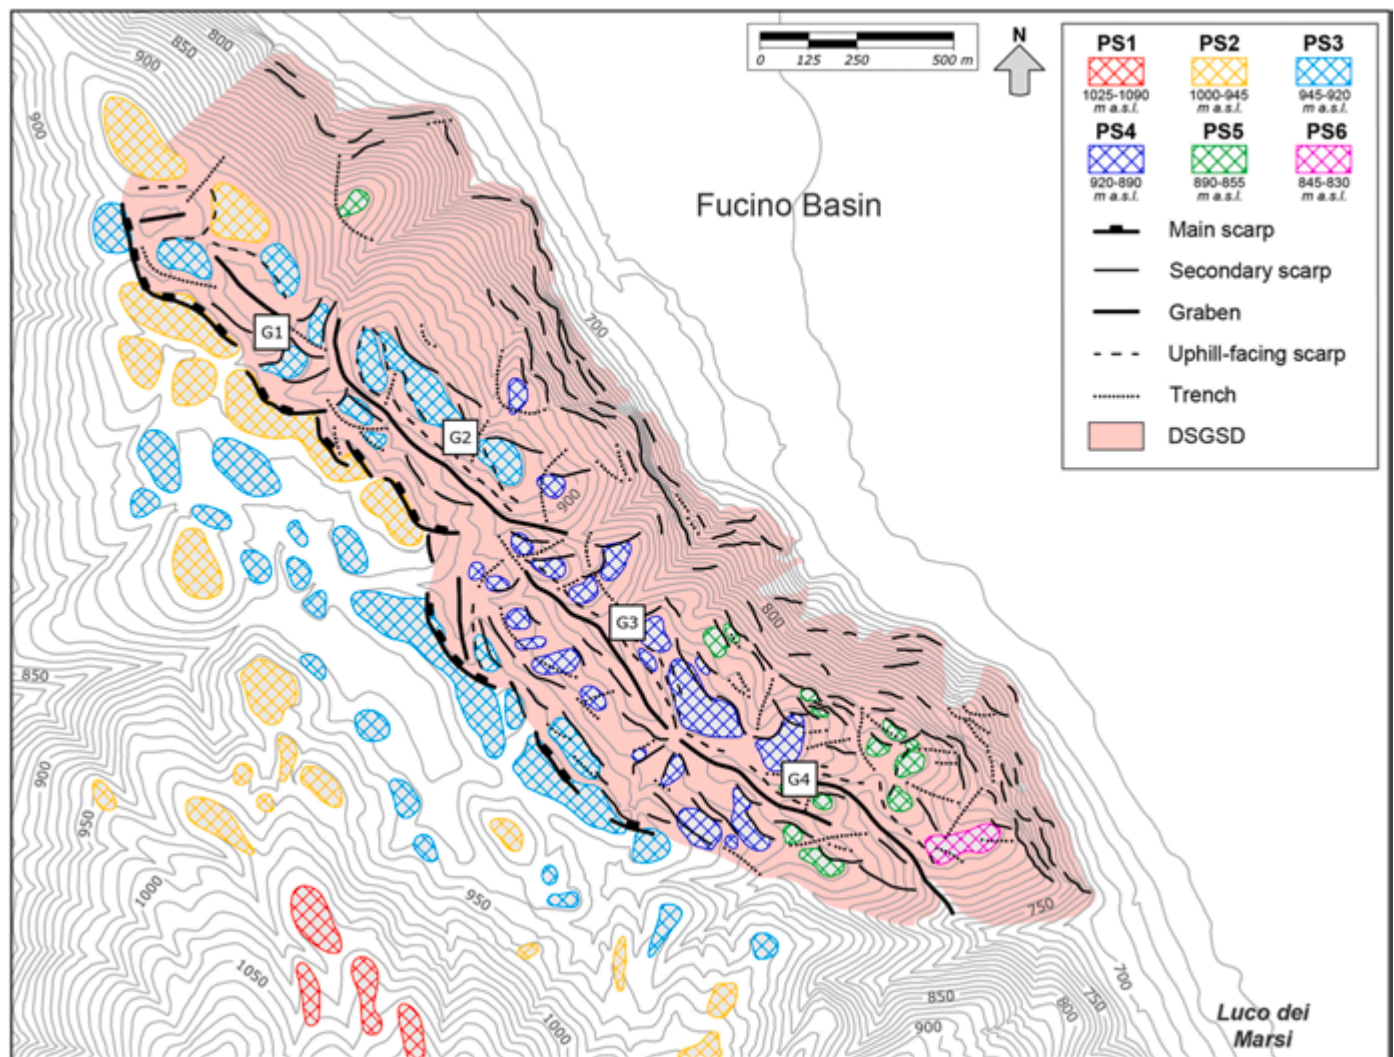 800
850
900
0 125 250 500 m
N
PS1 PS2 PS3
1025-1090 1000-945 945-920
m a.s.l. m a.s.l. m a.s.l.
PS4 PS5 PS6
920-890 890-855 845-830
m a.s.l. m a.s.l. m a.s.l.
Main scarp
Secondary scarp
Graben
Uphill-facing scarp
Trench
DSGSD
900
Fucino Basin
700
G1
G2
900
G3
800
850
G4
900
950
1000
950
750
1050
1000
850
900
800
750
700
Luco dei
Marsi